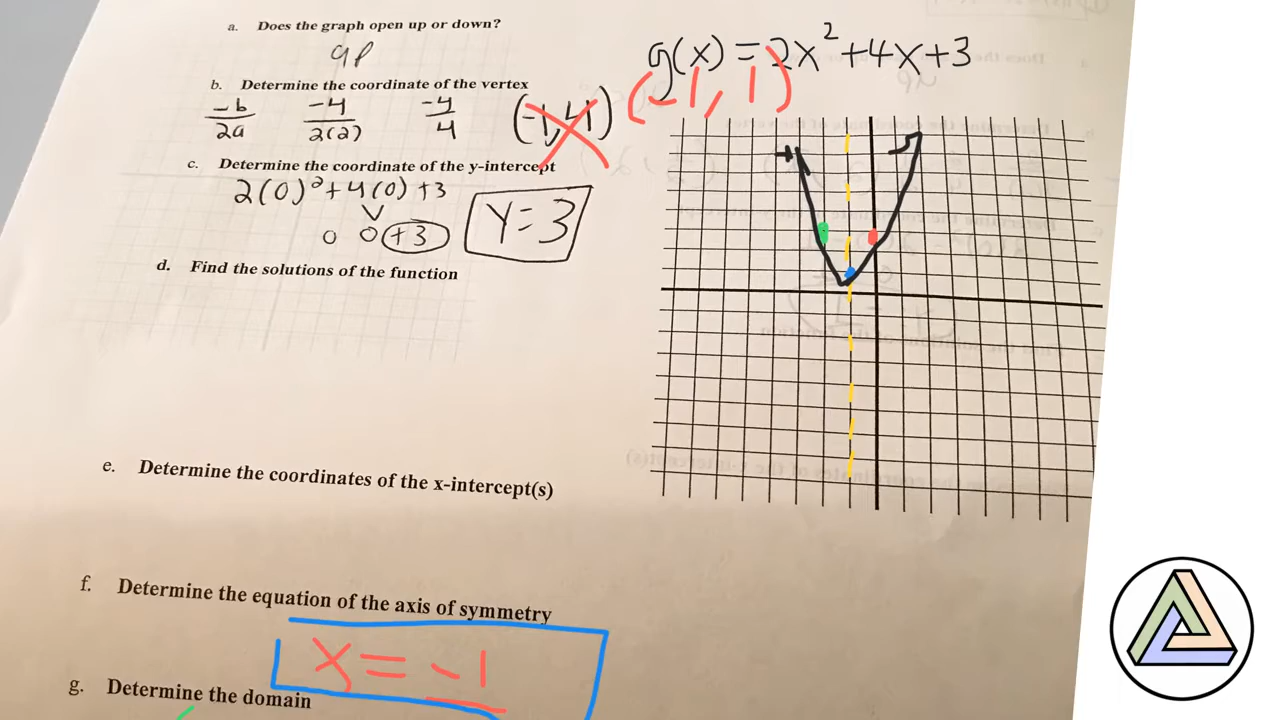 a. Does the graph open up or down?
up
g(x) = 2x² + 4x + 3
b. Determine the coordinate of the vertex
-b/2a -4/2(2) -4/4 (-1, 4) (-1, 1)
c. Determine the coordinate of the y-intercept
2(0)² + 4(0) + 3
0 0 +3 Y = 3
d. Find the solutions of the function
e. Determine the coordinates of the x-intercept(s)
f. Determine the equation of the axis of symmetry
x = -1
g. Determine the domain